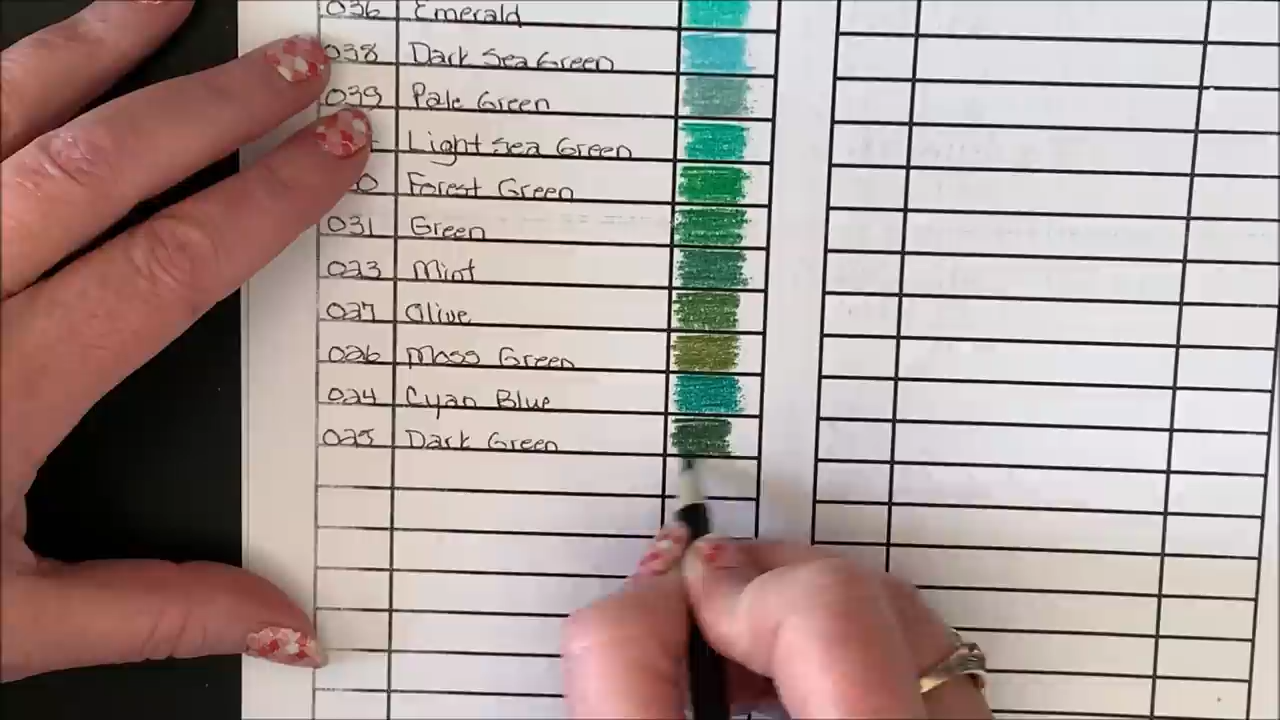 036 Emerald
038 Dark Sea Green
039 Pale Green
Light Sea Green
Forest Green
031 Green
023 Mint
027 Olive
026 Moss Green
024 Cyan Blue
025 Dark Green